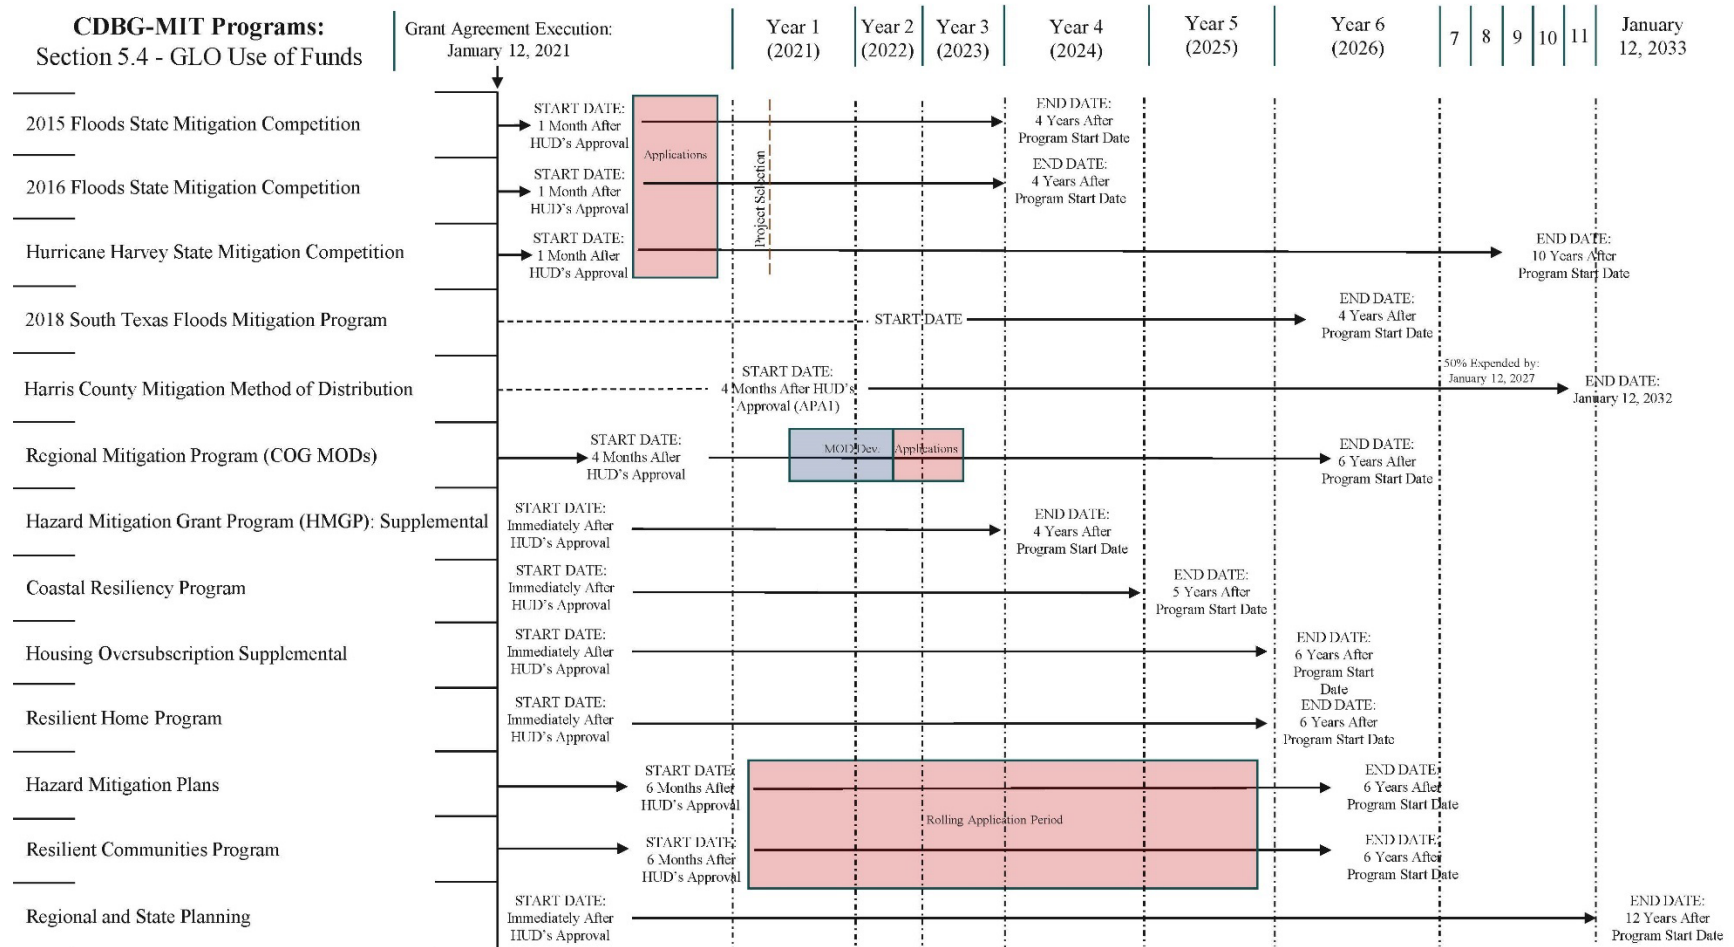 CDBG-MIT Programs:
Section 5.4 - GLO Use of Funds
Grant Agreement Execution:
January 12, 2021
Year 1
(2021)
Year 2
(2022)
Year 3
(2023)
Year 4
(2024)
Year 5
(2025)
Year 6
(2026)
7
8
9
10
11
January
12, 2033
2015 Floods State Mitigation Competition
START DATE:
1 Month After
HUD's Approval
Applications
Project Selection
END DATE:
4 Years After
Program Start Date
2016 Floods State Mitigation Competition
START DATE:
1 Month After
HUD's Approval
END DATE:
4 Years After
Program Start Date
Hurricane Harvey State Mitigation Competition
START DATE:
1 Month After
HUD's Approval
END DATE:
10 Years After
Program Start Date
2018 South Texas Floods Mitigation Program
START DATE
END DATE:
4 Years After
Program Start Date
Harris County Mitigation Method of Distribution
START DATE:
4 Months After HUD's
Approval (APA1)
50% Expended by:
January 12, 2027
END DATE:
January 12, 2032
Regional Mitigation Program (COG MODs)
START DATE:
4 Months After
HUD's Approval
MOD Dev.
Applications
END DATE:
6 Years After
Program Start Date
Hazard Mitigation Grant Program (HMGP): Supplemental
START DATE:
Immediately After
HUD's Approval
END DATE:
4 Years After
Program Start Date
Coastal Resiliency Program
START DATE:
Immediately After
HUD's Approval
END DATE:
5 Years After
Program Start Date
Housing Oversubscription Supplemental
START DATE:
Immediately After
HUD's Approval
END DATE:
6 Years After
Program Start
Date
Resilient Home Program
START DATE:
Immediately After
HUD's Approval
END DATE:
6 Years After
Program Start Date
Hazard Mitigation Plans
START DATE:
6 Months After
HUD's Approval
Rolling Application Period
END DATE:
6 Years After
Program Start Date
Resilient Communities Program
START DATE:
6 Months After
HUD's Approval
END DATE:
6 Years After
Program Start Date
Regional and State Planning
START DATE:
Immediately After
HUD's Approval
END DATE:
12 Years After
Program Start Date